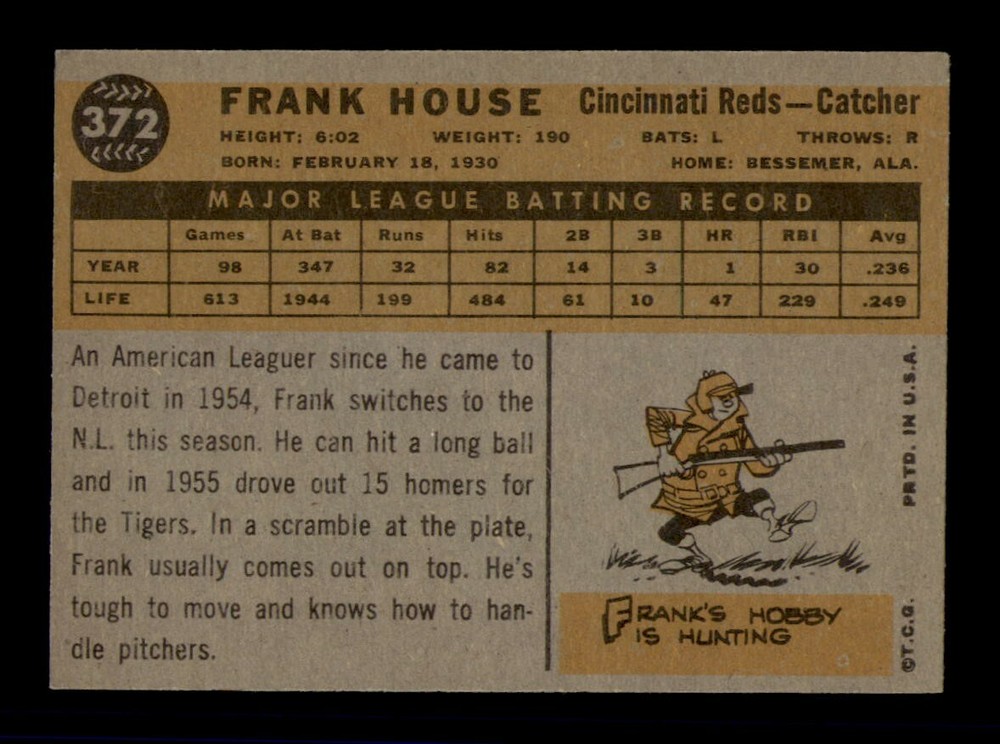 372
FRANK HOUSE Cincinnati Reds—Catcher
HEIGHT: 6:02 WEIGHT: 190 BATS: L THROWS: R
BORN: FEBRUARY 18, 1930 HOME: BESSEMER, ALA.
MAJOR LEAGUE BATTING RECORD
Games At Bat Runs Hits 2B 3B HR RBI Avg
YEAR 98 347 32 82 14 3 1 30 .236
LIFE 613 1944 199 484 61 10 47 229 .249
An American Leaguer since he came to
Detroit in 1954, Frank switches to the
N.L. this season. He can hit a long ball
and in 1955 drove out 15 homers for
the Tigers. In a scramble at the plate,
Frank usually comes out on top. He's
tough to move and knows how to han-
dle pitchers.
FRANK'S HOBBY
IS HUNTING
©T.C.G. PRTD. IN U.S.A.